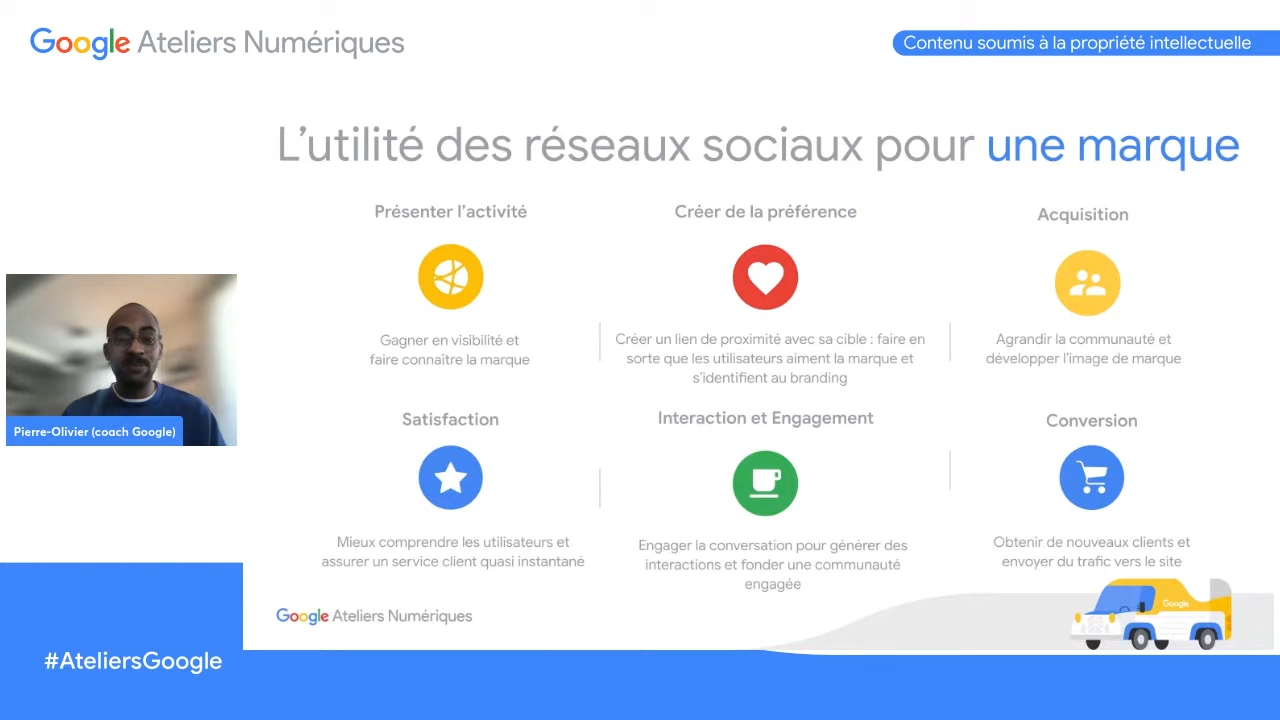 Google Ateliers Numériques
Contenu soumis à la propriété intellectuelle
L’utilité des réseaux sociaux pour une marque
Présenter l’activité
Gagner en visibilité et
faire connaître la marque
Créer de la préférence
Créer un lien de proximité avec sa cible : faire en
sorte que les utilisateurs aiment la marque et
s’identifient au branding
Acquisition
Agrandir la communauté et
développer l’image de marque
Satisfaction
Mieux comprendre les utilisateurs et
assurer un service client quasi instantané
Interaction et Engagement
Engager la conversation pour générer des
interactions et fonder une communauté
engagée
Conversion
Obtenir de nouveaux clients et
envoyer du trafic vers le site
Pierre-Olivier (coach Google)
Google Ateliers Numériques
Google
#AteliersGoogle